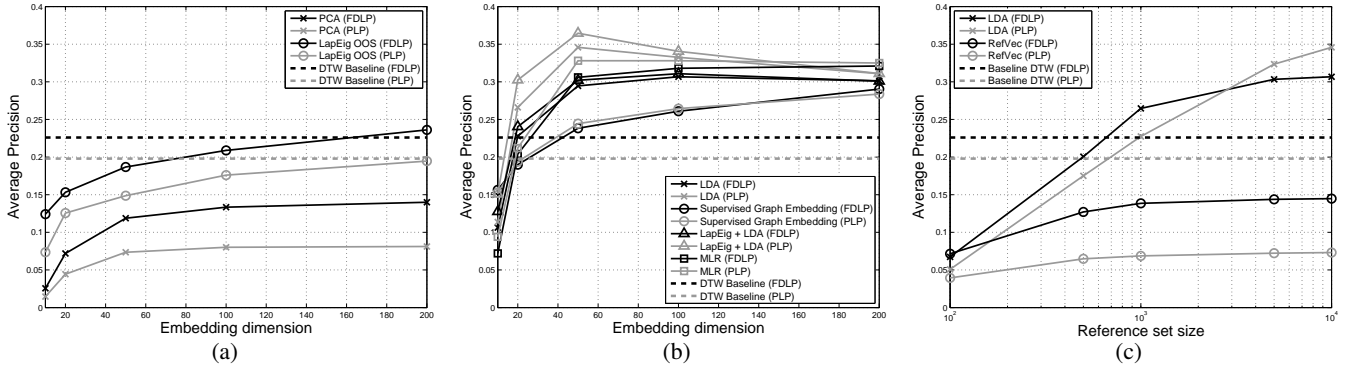 0.4
0.35
0.3
0.25
0.2
0.15
0.1
0.05
0
Average Precision
20 40 60 80 100 120 140 160 180 200
Embedding dimension
PCA (FDLP)
PCA (PLP)
LapEig OOS (FDLP)
LapEig OOS (PLP)
DTW Baseline (FDLP)
DTW Baseline (PLP)
(a)
0.4
0.35
0.3
0.25
0.2
0.15
0.1
0.05
0
Average Precision
20 40 60 80 100 120 140 160 180 200
Embedding dimension
LDA (FDLP)
LDA (PLP)
Supervised Graph Embedding (FDLP)
Supervised Graph Embedding (PLP)
LapEig + LDA (FDLP)
LapEig + LDA (PLP)
MLR (FDLP)
MLR (PLP)
DTW Baseline (FDLP)
DTW Baseline (PLP)
(b)
0.4
0.35
0.3
0.25
0.2
0.15
0.1
0.05
0
Average Precision
10² 10³ 10⁴
Reference set size
LDA (FDLP)
LDA (PLP)
RefVec (FDLP)
RefVec (PLP)
Baseline DTW (FDLP)
Baseline DTW (PLP)
(c)